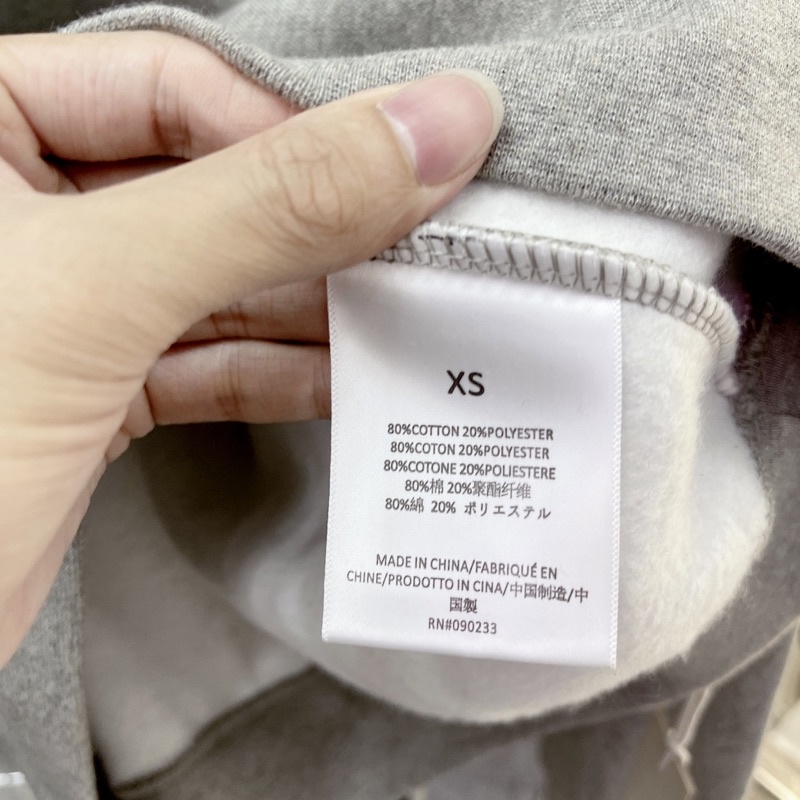 XS
80%COTTON 20%POLYESTER
80%COTON 20%POLYESTER
80%COTONE 20%POLIESTERE
80%棉 20%聚酯纤维
80%綿 20% ポリエステル
MADE IN CHINA/FABRIQUÉ EN
CHINE/PRODOTTO IN CINA/中国制造/中
国製
RN#090233